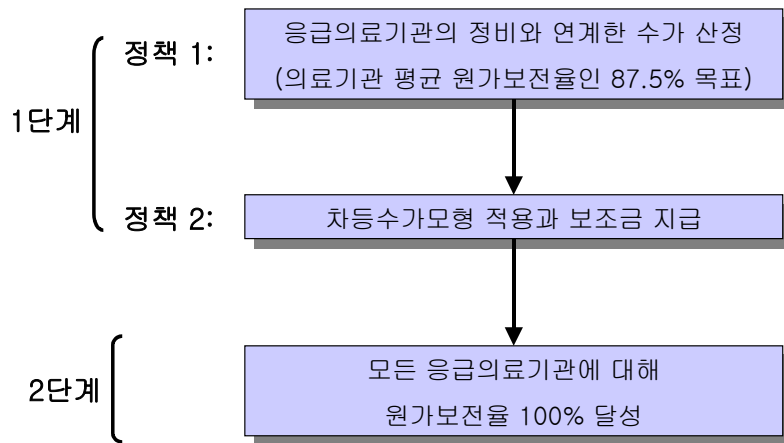 1단계
정책 1:
응급의료기관의 정비와 연계한 수가 산정
(의료기관 평균 원가보전율인 87.5% 목표)
정책 2:
차등수가모형 적용과 보조금 지급
2단계
모든 응급의료기관에 대해
원가보전율 100% 달성